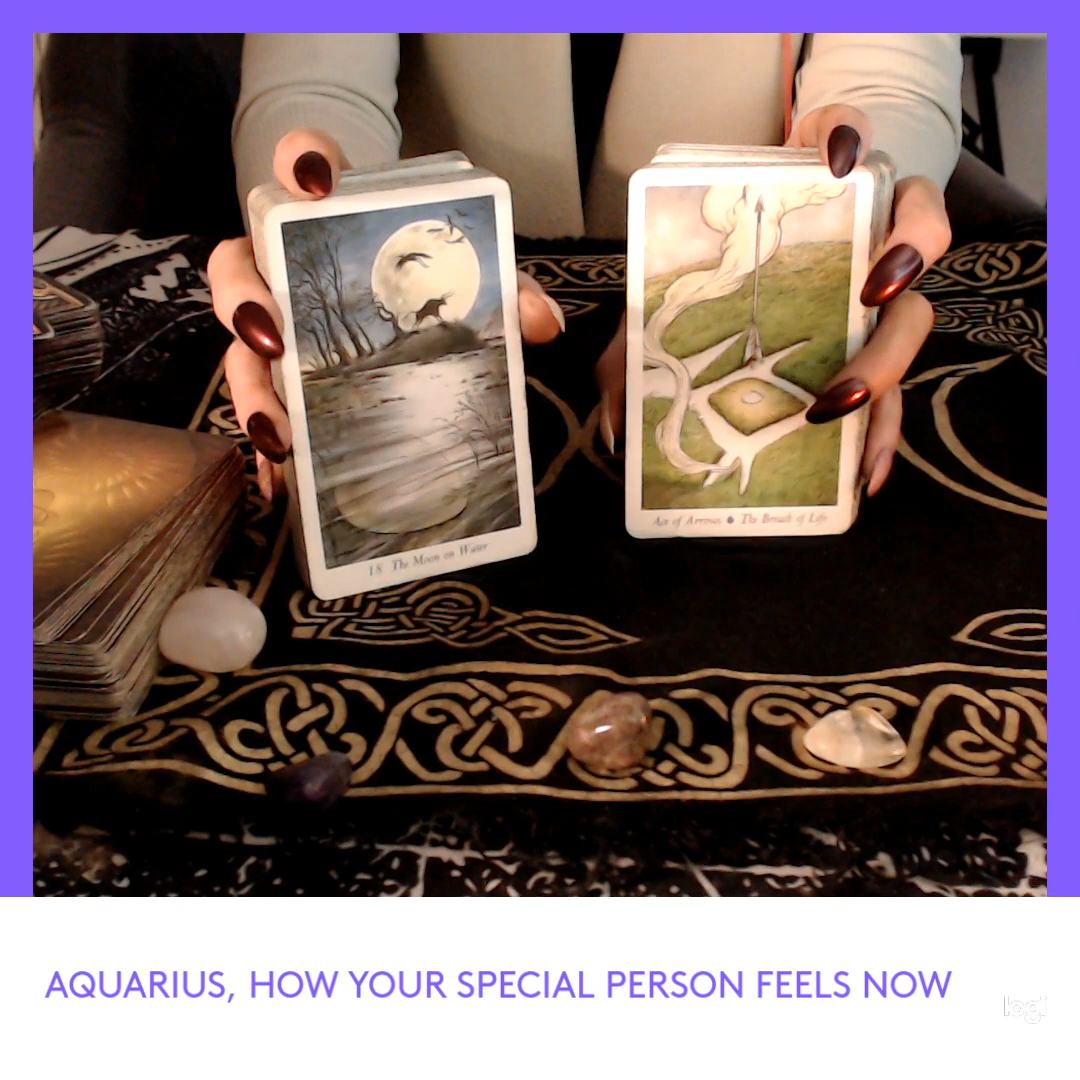 18 The Moon on Water
Ace of Arrows • The Breath of Life
AQUARIUS, HOW YOUR SPECIAL PERSON FEELS NOW
logi